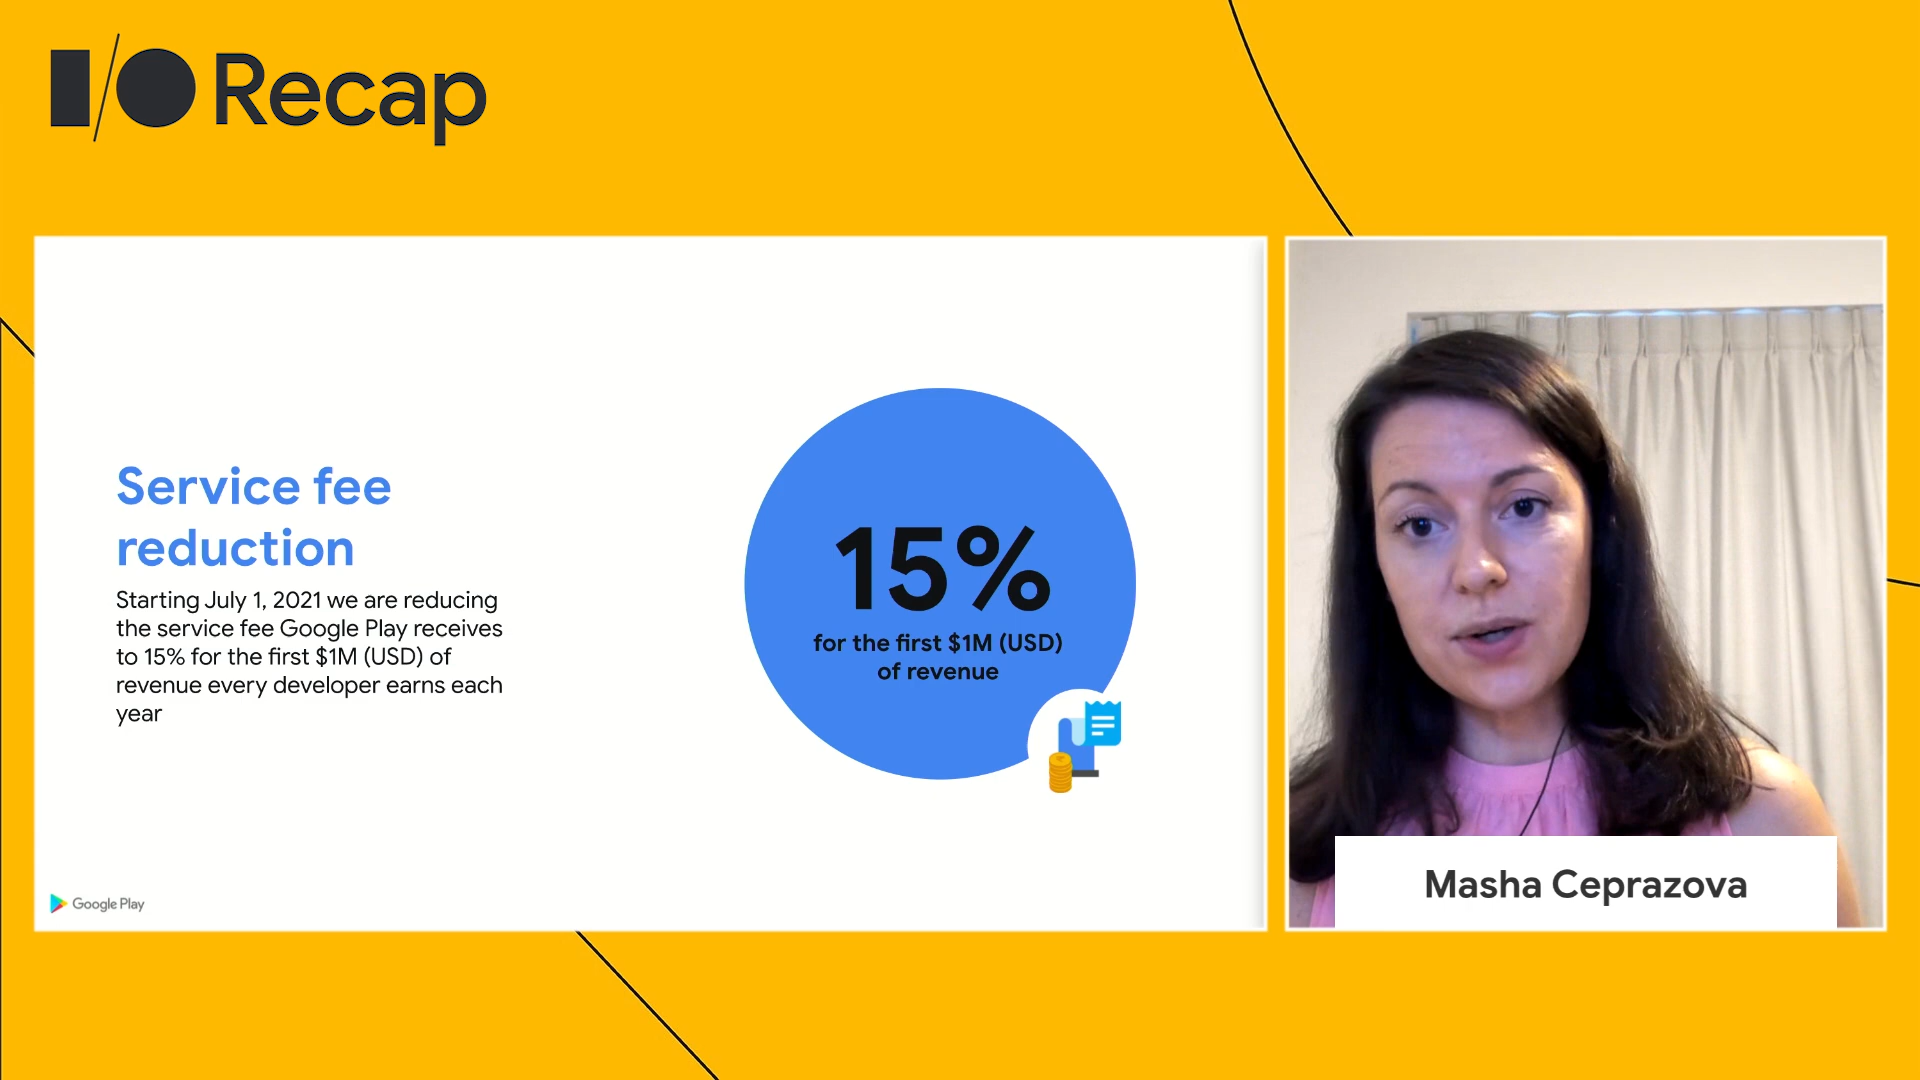 I/O Recap
Service fee
reduction
Starting July 1, 2021 we are reducing
the service fee Google Play receives
to 15% for the first $1M (USD) of
revenue every developer earns each
year
15%
for the first $1M (USD)
of revenue
Google Play
Masha Ceprazova